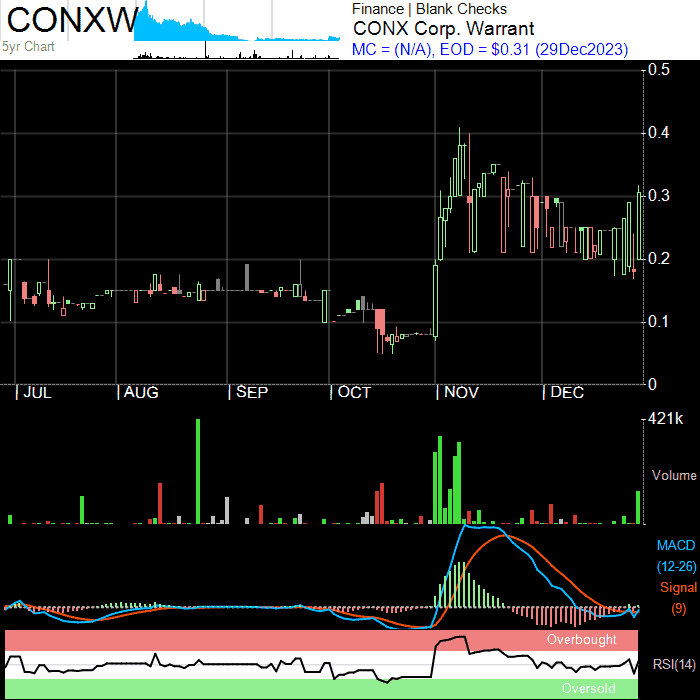 CONXW
5yr Chart
Finance | Blank Checks
CONX Corp. Warrant
MC = (N/A), EOD = $0.31 (29Dec2023)
0.5
0.4
0.3
0.2
0.1
0
JUL AUG SEP OCT NOV DEC
421k
Volume
MACD
(12-26)
Signal
(9)
Overbought
RSI(14)
Oversold